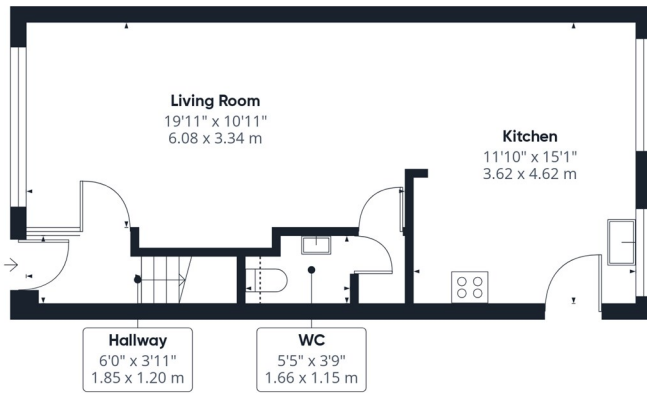 Living Room
19'11" x 10'11"
6.08 x 3.34 m
Kitchen
11'10" x 15'1"
3.62 x 4.62 m
Hallway
6'0" x 3'11"
1.85 x 1.20 m
WC
5'5" x 3'9"
1.66 x 1.15 m